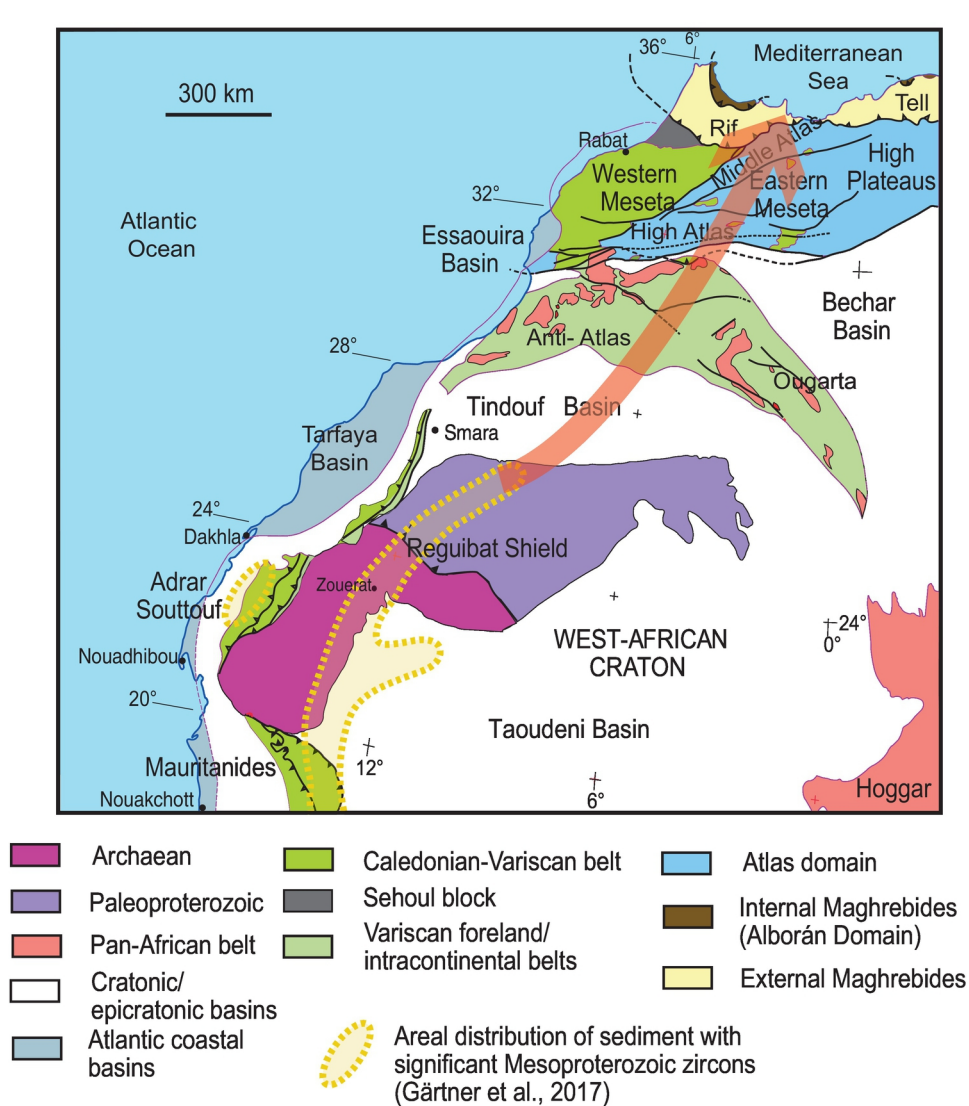 36°
6°
Mediterranean
Sea
300 km
Tell
Rif
Rabat
Middle Atlas
High
Plateaus
Western
Meseta
Eastern
Meseta
32°
Atlantic
Ocean
Essaouira
Basin
High Atlas
Bechar
Basin
28°
Anti- Atlas
Ougarta
Tindouf Basin
Smara
Tarfaya
Basin
24°
Dakhla
Reguibat Shield
Adrar
Souttouf
Zouerat
24°
0°
WEST-AFRICAN
CRATON
Nouadhibou
20°
Taoudeni Basin
12°
Mauritanides
6°
Hoggar
Nouakchott
Archaean
Paleoproterozoic
Pan-African belt
Cratonic/
epicratonic basins
Atlantic coastal
basins
Caledonian-Variscan belt
Sehoul block
Variscan foreland/
intracontinental belts
Atlas domain
Internal Maghrebides
(Alborán Domain)
External Maghrebides
Areal distribution of sediment with
significant Mesoproterozoic zircons
(Gärtner et al., 2017)